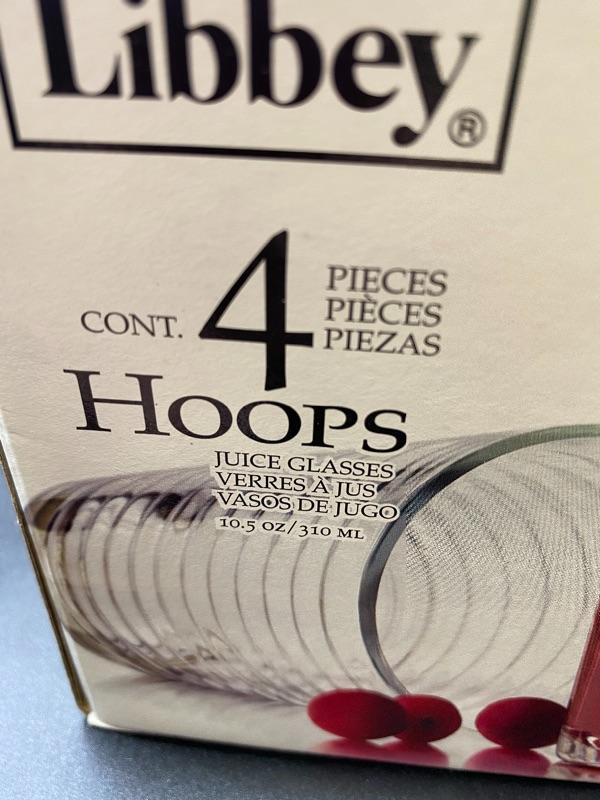 Libbey®
CONT. 4
PIECES
PIÈCES
PIEZAS
HOOPS
JUICE GLASSES
VERRES À JUS
VASOS DE JUGO
10.5 OZ/310 ML